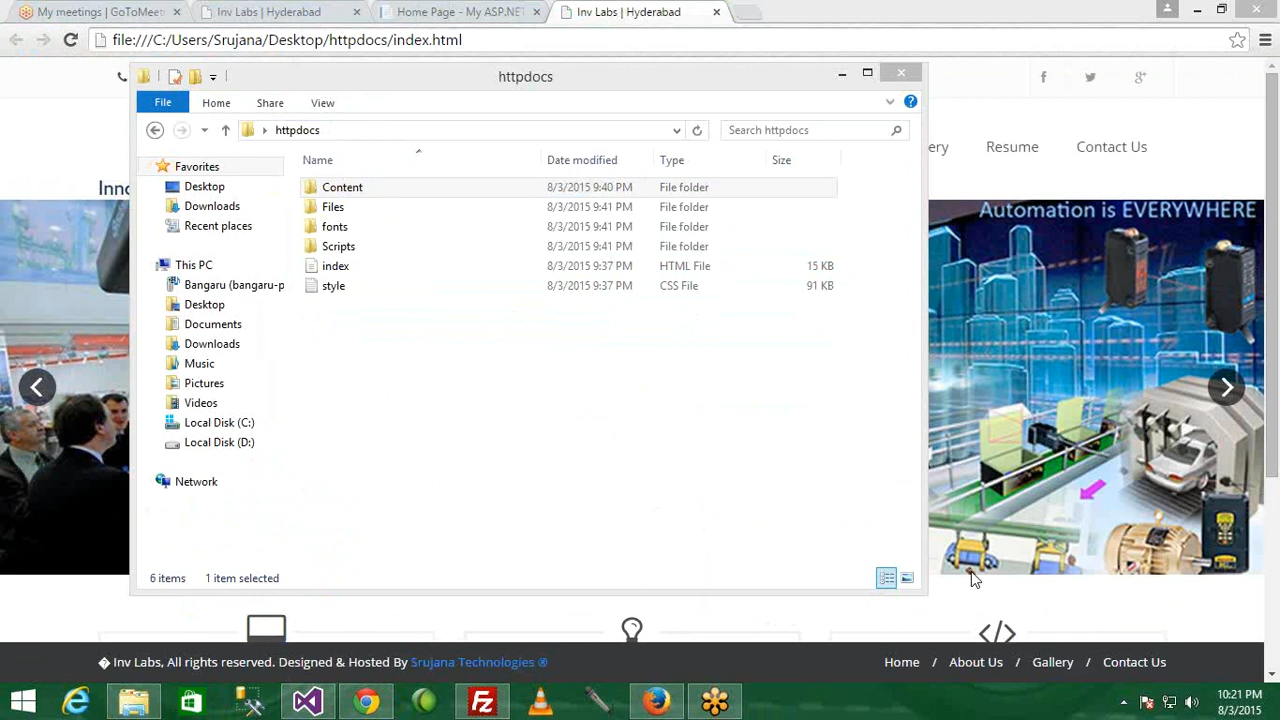 My meetings | GoToMeeti
Inv Labs | Hyderabad
Home Page - My ASP.NET
Inv Labs | Hyderabad
file:///C:/Users/Srujana/Desktop/httpdocs/index.html
httpdocs
File
Home
Share
View
httpdocs
Search httpdocs
ery
Resume
Contact Us
Name
Date modified
Type
Size
Favorites
Desktop
Downloads
Recent places
This PC
Bangaru (bangaru-p
Desktop
Documents
Downloads
Music
Pictures
Videos
Local Disk (C:)
Local Disk (D:)
Network
Content 8/3/2015 9:40 PM File folder
Files 8/3/2015 9:41 PM File folder
fonts 8/3/2015 9:41 PM File folder
Scripts 8/3/2015 9:41 PM File folder
index 8/3/2015 9:37 PM HTML File 15 KB
style 8/3/2015 9:37 PM CSS File 91 KB
Inno
Automation is EVERYWHERE
6 items 1 item selected
� Inv Labs, All rights reserved. Designed & Hosted By Srujana Technologies ®
Home / About Us / Gallery / Contact Us
10:21 PM
8/3/2015